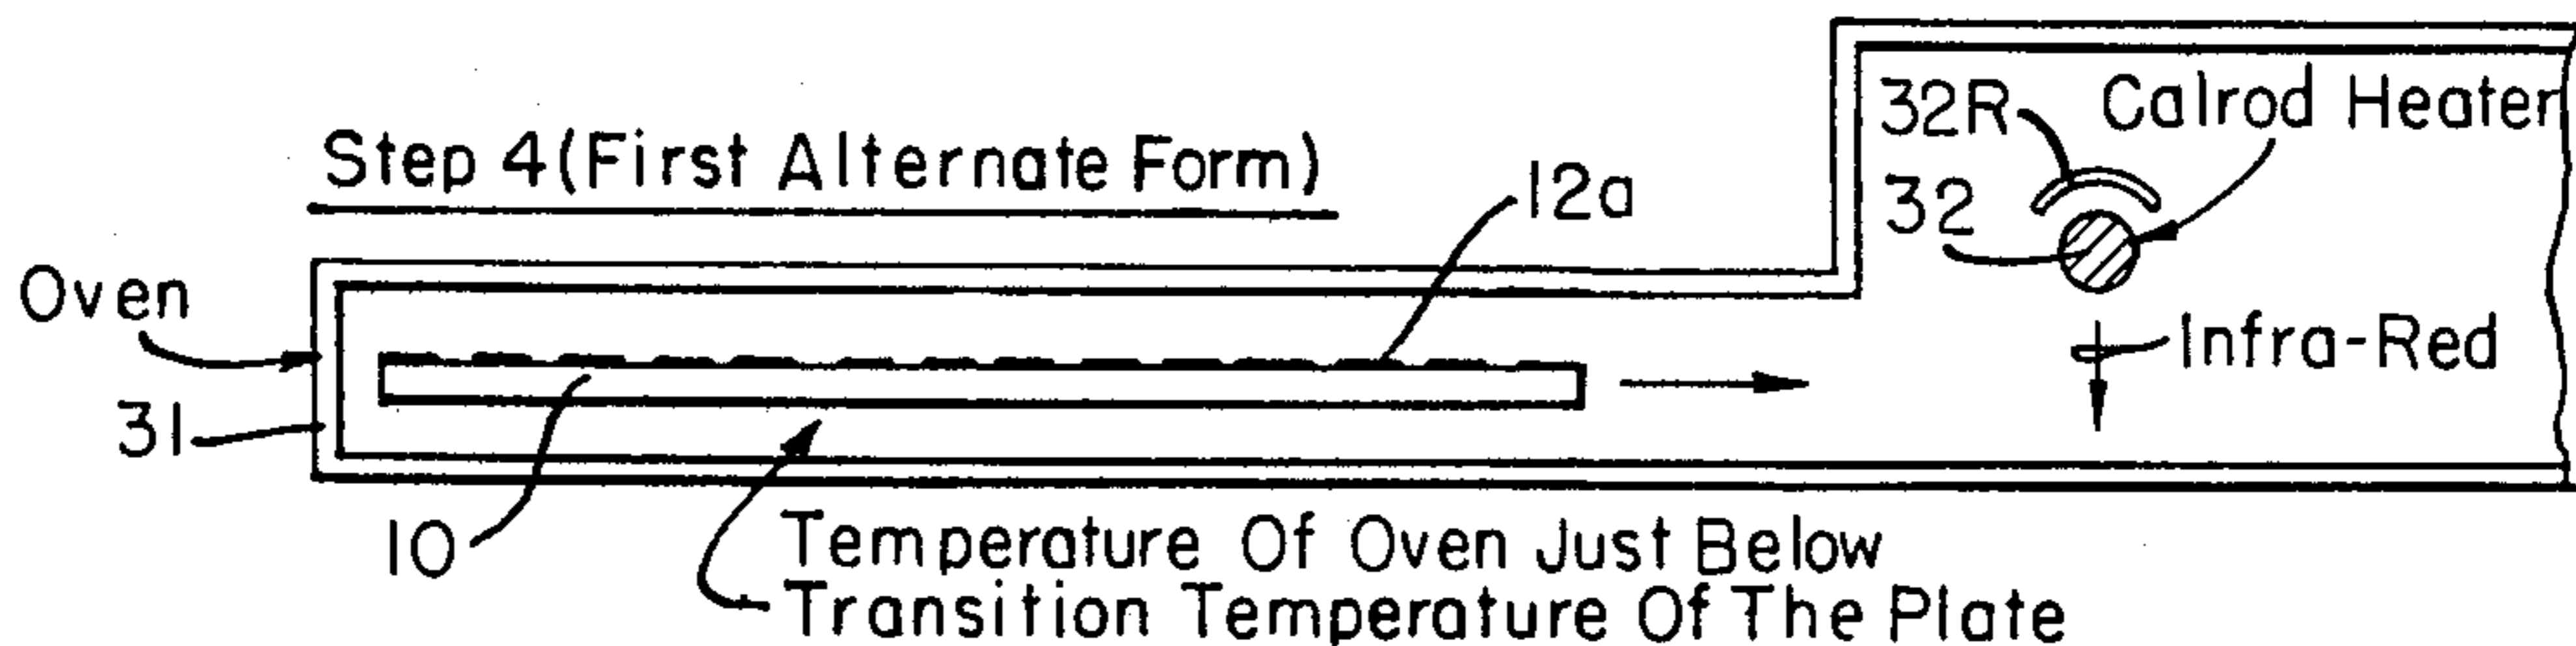 Step 4(First Alternate Form)
12a
32R
Calrod Heater
32
Oven
Infra-Red
31
10
Temperature Of Oven Just Below
Transition Temperature Of The Plate